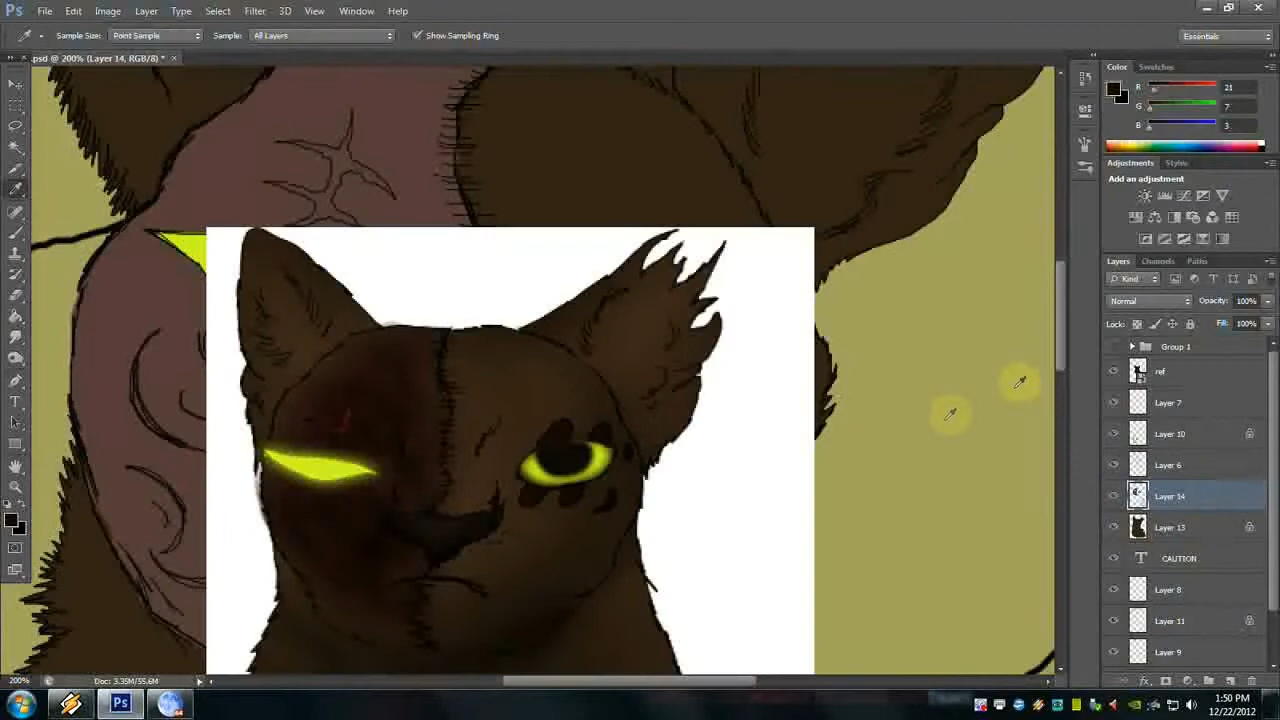 Ps File Edit Image Layer Type Select Filter 3D View Window Help
Sample Size: Point Sample Sample: All Layers Show Sampling Ring Essentials
.psd @ 200% (Layer 14, RGB/8) * ×
Color Swatches
R 21
G 7
B 3
Adjustments Styles
Add an adjustment
Layers Channels Paths
Kind
Normal Opacity: 100%
Lock: Fill: 100%
Group 1
ref
Layer 7
Layer 10
Layer 6
Layer 14
Layer 13
T CAUTION
Layer 8
Layer 11
Layer 9
200% Doc: 3.35M/55.6M
Ps
1:50 PM
12/22/2012